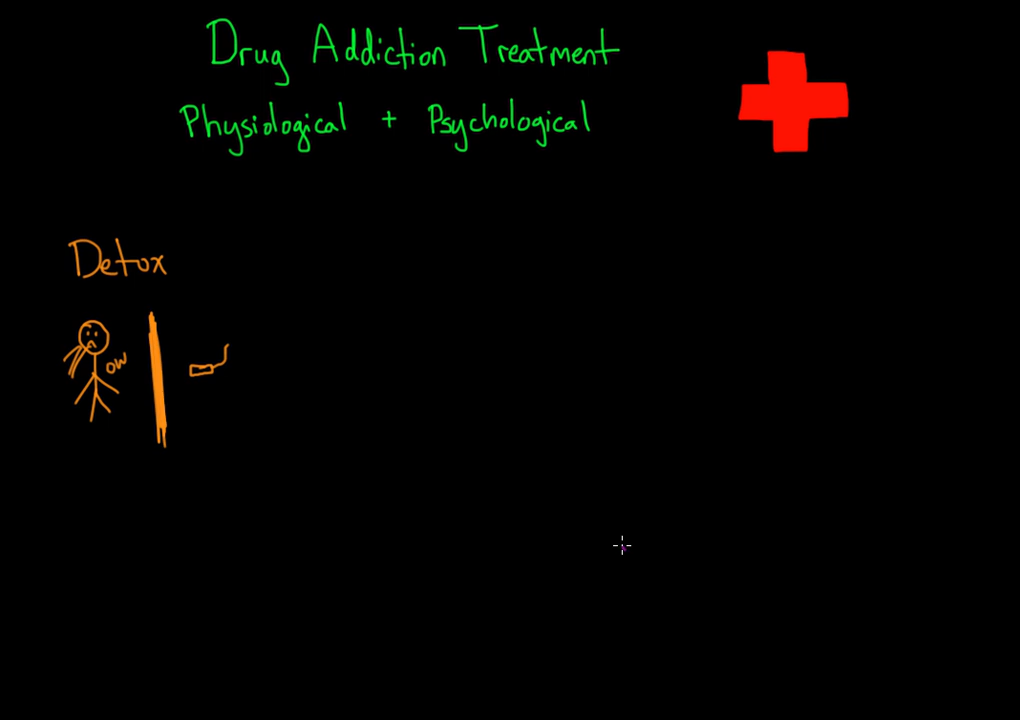 Drug Addiction Treatment
Physiological + Psychological
Detox
ow